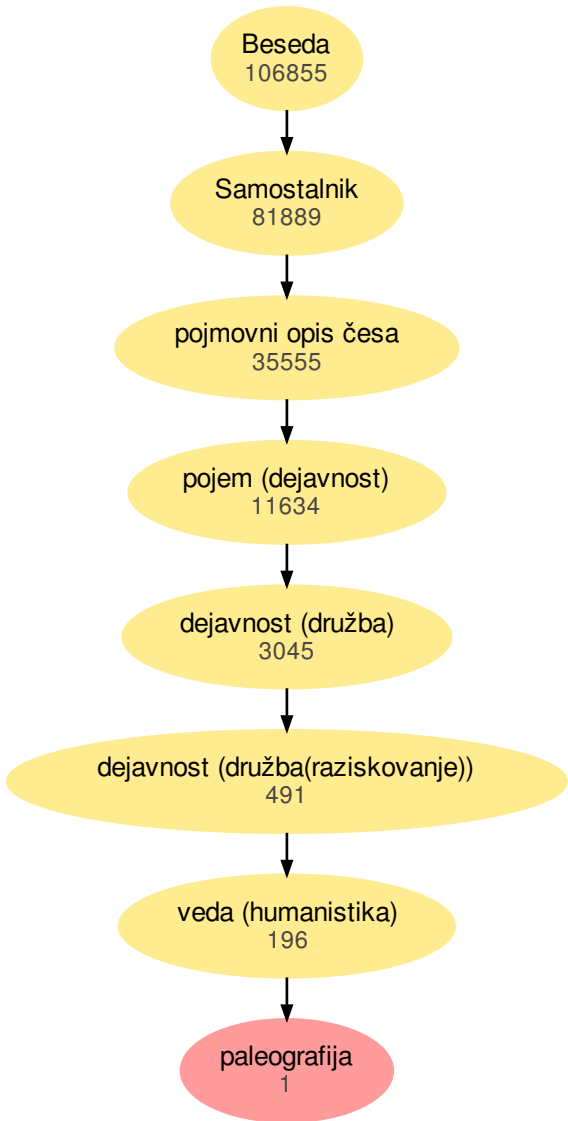 Beseda
106855
Samostalnik
81889
pojmovni opis česa
35555
pojem (dejavnost)
11634
dejavnost (družba)
3045
dejavnost (družba(raziskovanje))
491
veda (humanistika)
196
paleografija
1